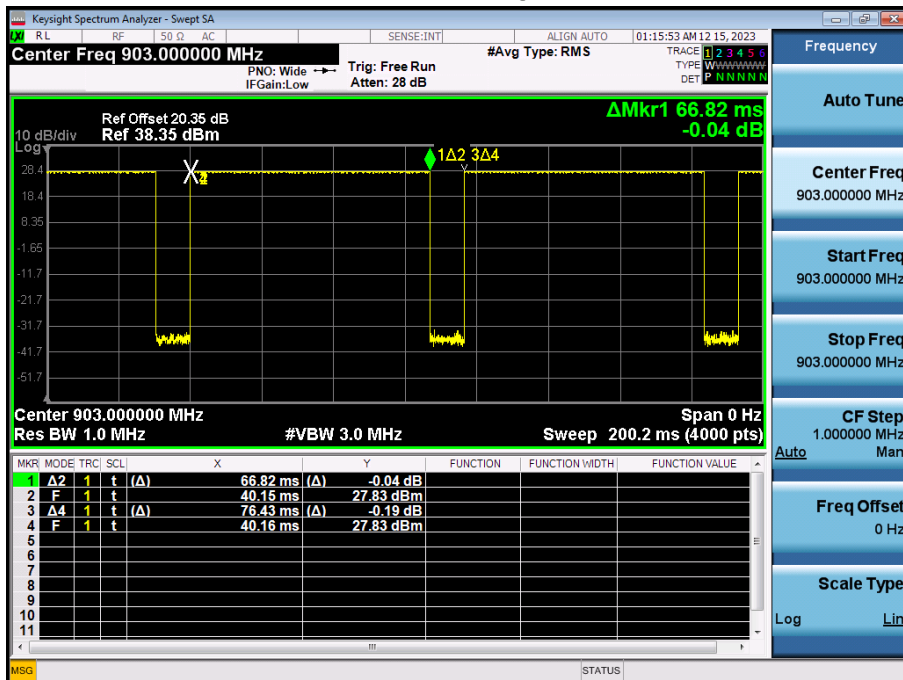 Keysight Spectrum Analyzer - Swept SA
LXI RL RF 50 Ω AC SENSE:INT ALIGN AUTO 01:15:53 AM 12 15, 2023
Center Freq 903.000000 MHz
PNO: Wide
IFGain:Low
Trig: Free Run
Atten: 28 dB
#Avg Type: RMS
TRACE 1 2 3 4 5 6
TYPE WWWWWW
DET P N N N N N
Frequency
Auto Tune
Center Freq
903.000000 MHz
Start Freq
903.000000 MHz
Stop Freq
903.000000 MHz
CF Step
1.000000 MHz
Auto Man
Freq Offset
0 Hz
Scale Type
Log Lin
ΔMkr1 66.82 ms
-0.04 dB
Ref Offset 20.35 dB
10 dB/div Ref 38.35 dBm
Log
1Δ2 3Δ4
28.4
18.4
8.35
-1.65
-11.7
-21.7
-31.7
-41.7
-51.7
Center 903.000000 MHz Span 0 Hz
Res BW 1.0 MHz #VBW 3.0 MHz Sweep 200.2 ms (4000 pts)
MKR MODE TRC SCL X Y FUNCTION FUNCTION WIDTH FUNCTION VALUE
1 Δ2 1 t (Δ) 66.82 ms (Δ) -0.04 dB
2 F 1 t 40.15 ms 27.83 dBm
3 Δ4 1 t (Δ) 76.43 ms (Δ) -0.19 dB
4 F 1 t 40.16 ms 27.83 dBm
5
6
7
8
9
10
11
MSG STATUS